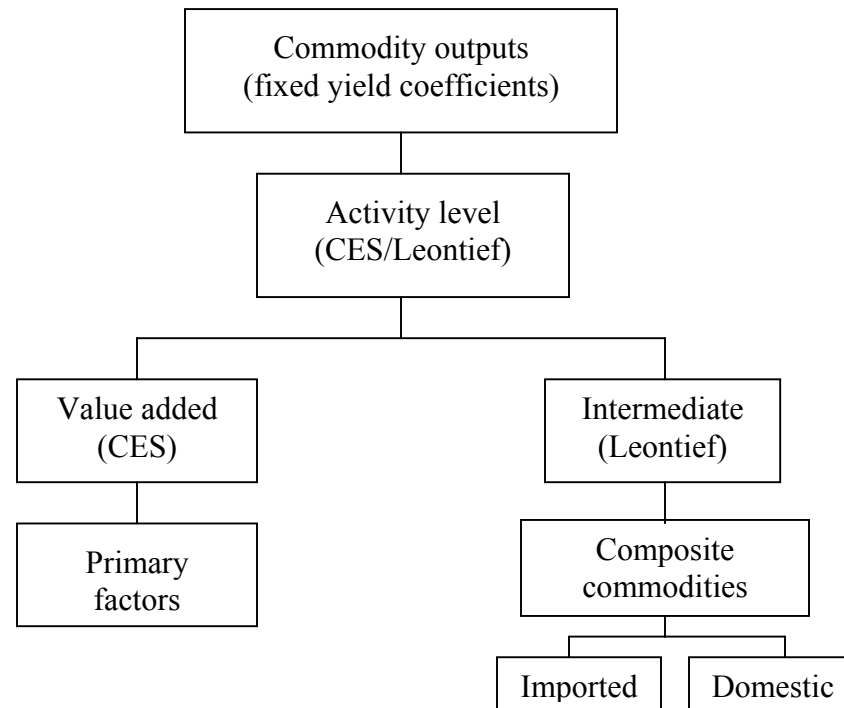 Commodity outputs
(fixed yield coefficients)
Activity level
(CES/Leontief)
Value added
(CES)
Intermediate
(Leontief)
Primary
factors
Composite
commodities
Imported
Domestic